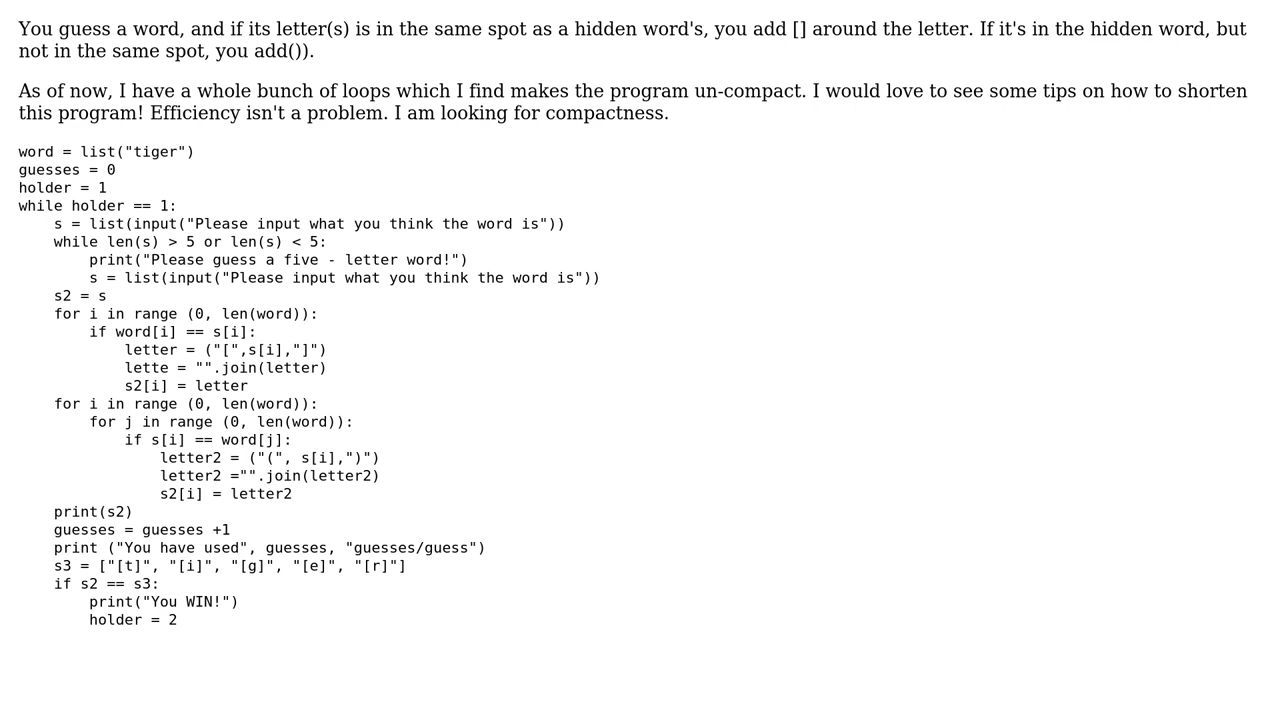 You guess a word, and if its letter(s) is in the same spot as a hidden word's, you add [] around the letter. If it's in the hidden word, but
not in the same spot, you add()).
As of now, I have a whole bunch of loops which I find makes the program un-compact. I would love to see some tips on how to shorten
this program! Efficiency isn't a problem. I am looking for compactness.
word = list("tiger")
guesses = 0
holder = 1
while holder == 1:
    s = list(input("Please input what you think the word is"))
    while len(s) > 5 or len(s) < 5:
        print("Please guess a five - letter word!")
        s = list(input("Please input what you think the word is"))
    s2 = s
    for i in range (0, len(word)):
        if word[i] == s[i]:
            letter = ("[",s[i],"]")
            lette = "".join(letter)
            s2[i] = letter
    for i in range (0, len(word)):
        for j in range (0, len(word)):
            if s[i] == word[j]:
                letter2 = ("(", s[i],")")
                letter2 ="".join(letter2)
                s2[i] = letter2
    print(s2)
    guesses = guesses +1
    print ("You have used", guesses, "guesses/guess")
    s3 = ["[t]", "[i]", "[g]", "[e]", "[r]"]
    if s2 == s3:
        print("You WIN!")
        holder = 2